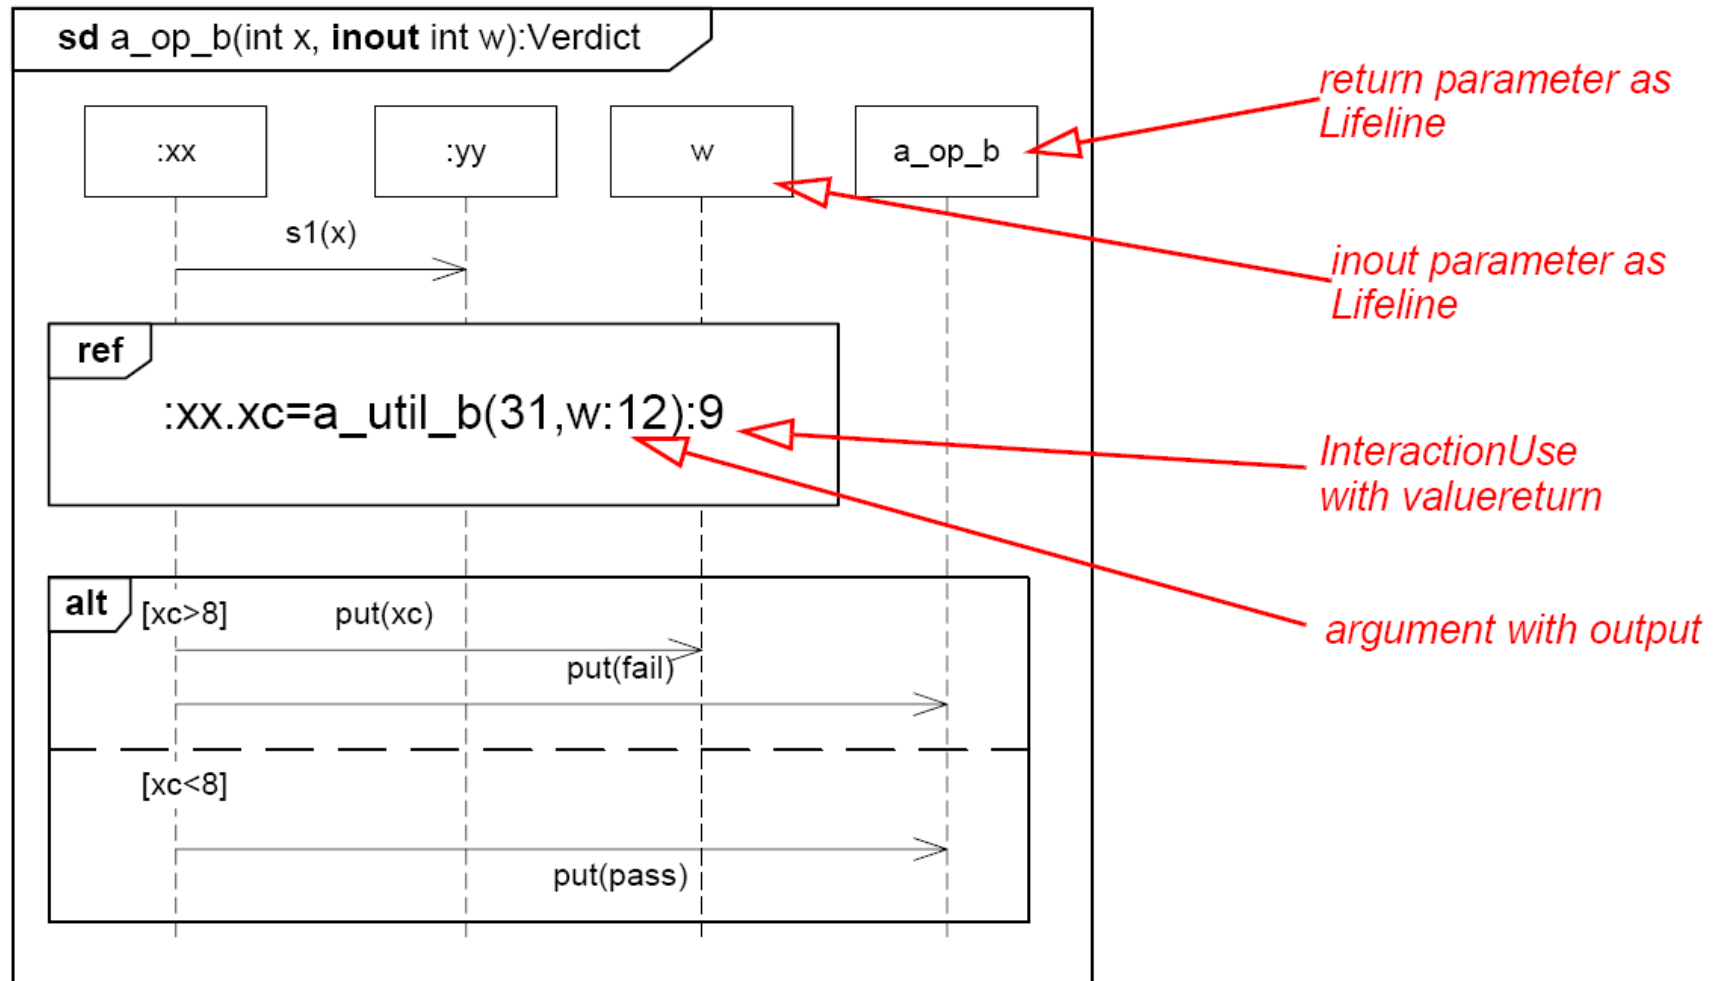 sd a_op_b(int x, inout int w):Verdict
:xx
:yy
w
a_op_b
return parameter as
Lifeline
s1(x)
inout parameter as
Lifeline
ref
:xx.xc=a_util_b(31,w:12):9
InteractionUse
with valuereturn
alt
[xc>8]
put(xc)
argument with output
put(fail)
[xc<8]
put(pass)